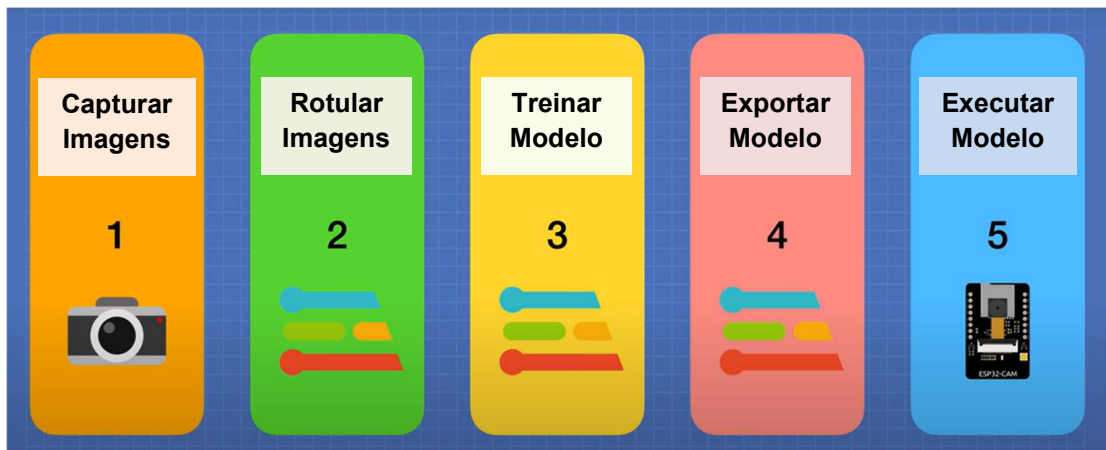 Capturar
Imagens
1
Rotular
Imagens
2
Treinar
Modelo
3
Exportar
Modelo
4
Executar
Modelo
5
ESP32-CAM